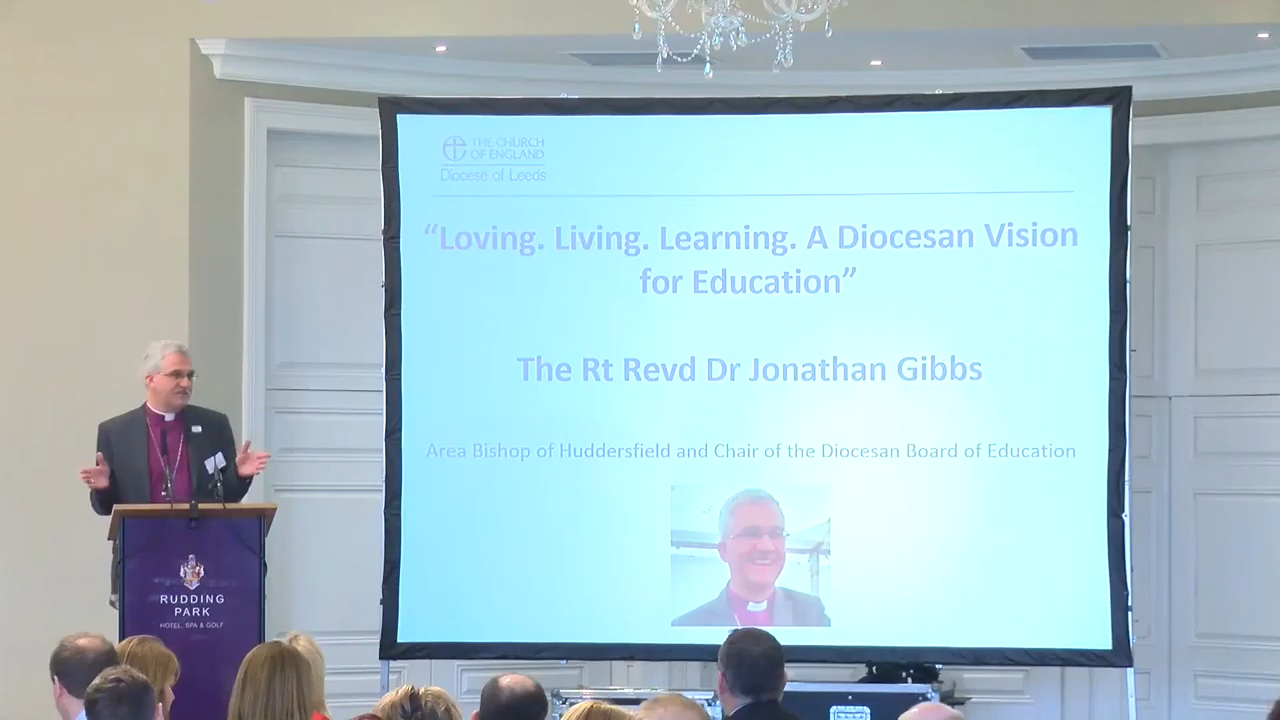 THE CHURCH
OF ENGLAND
Diocese of Leeds
“Loving. Living. Learning. A Diocesan Vision
for Education”
The Rt Revd Dr Jonathan Gibbs
Area Bishop of Huddersfield and Chair of the Diocesan Board of Education
RUDDING
PARK
HOTEL, SPA & GOLF